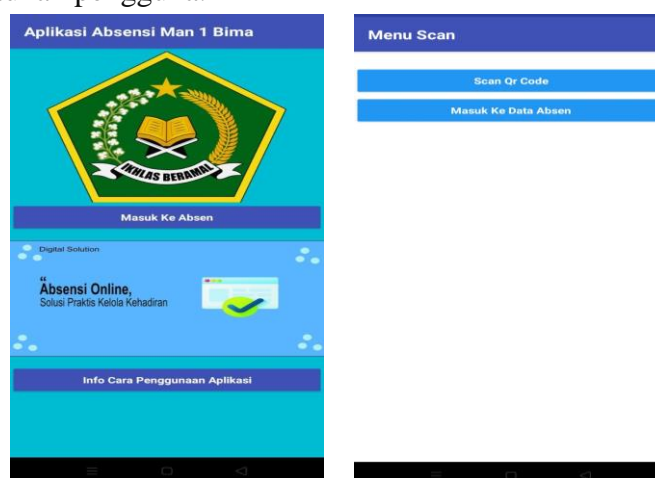 Aplikasi Absensi Man 1 Bima
IKHLAS BERAMAL
Masuk Ke Absen
Digital Solution
“
Absensi Online,
Solusi Praktis Kelola Kehadiran
Info Cara Penggunaan Aplikasi
Menu Scan
Scan Qr Code
Masuk Ke Data Absen